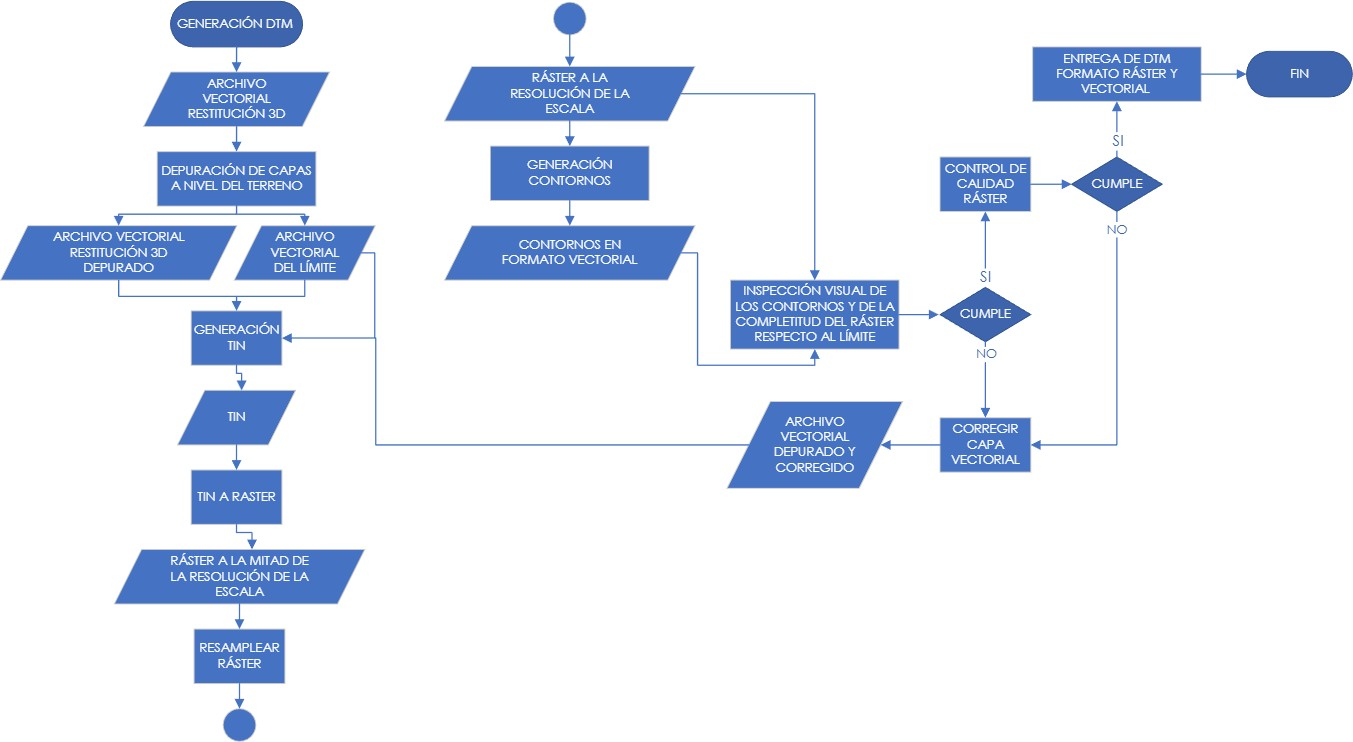 GENERACIÓN DTM
ARCHIVO
VECTORIAL
RESTITUCIÓN 3D
DEPURACIÓN DE CAPAS
A NIVEL DEL TERRENO
ARCHIVO VECTORIAL
RESTITUCIÓN 3D
DEPURADO
ARCHIVO
VECTORIAL
DEL LÍMITE
GENERACIÓN
TIN
TIN
TIN A RASTER
RÁSTER A LA MITAD DE
LA RESOLUCIÓN DE LA
ESCALA
RESAMPLEAR
RÁSTER
RÁSTER A LA
RESOLUCIÓN DE LA
ESCALA
GENERACIÓN
CONTORNOS
CONTORNOS EN
FORMATO VECTORIAL
INSPECCIÓN VISUAL DE
LOS CONTORNOS Y DE LA
COMPLETITUD DEL RÁSTER
RESPECTO AL LÍMITE
CUMPLE
SI
NO
CONTROL DE
CALIDAD
RÁSTER
CUMPLE
SI
NO
ENTREGA DE DTM
FORMATO RÁSTER Y
VECTORIAL
FIN
CORREGIR
CAPA
VECTORIAL
ARCHIVO
VECTORIAL
DEPURADO Y
CORREGIDO